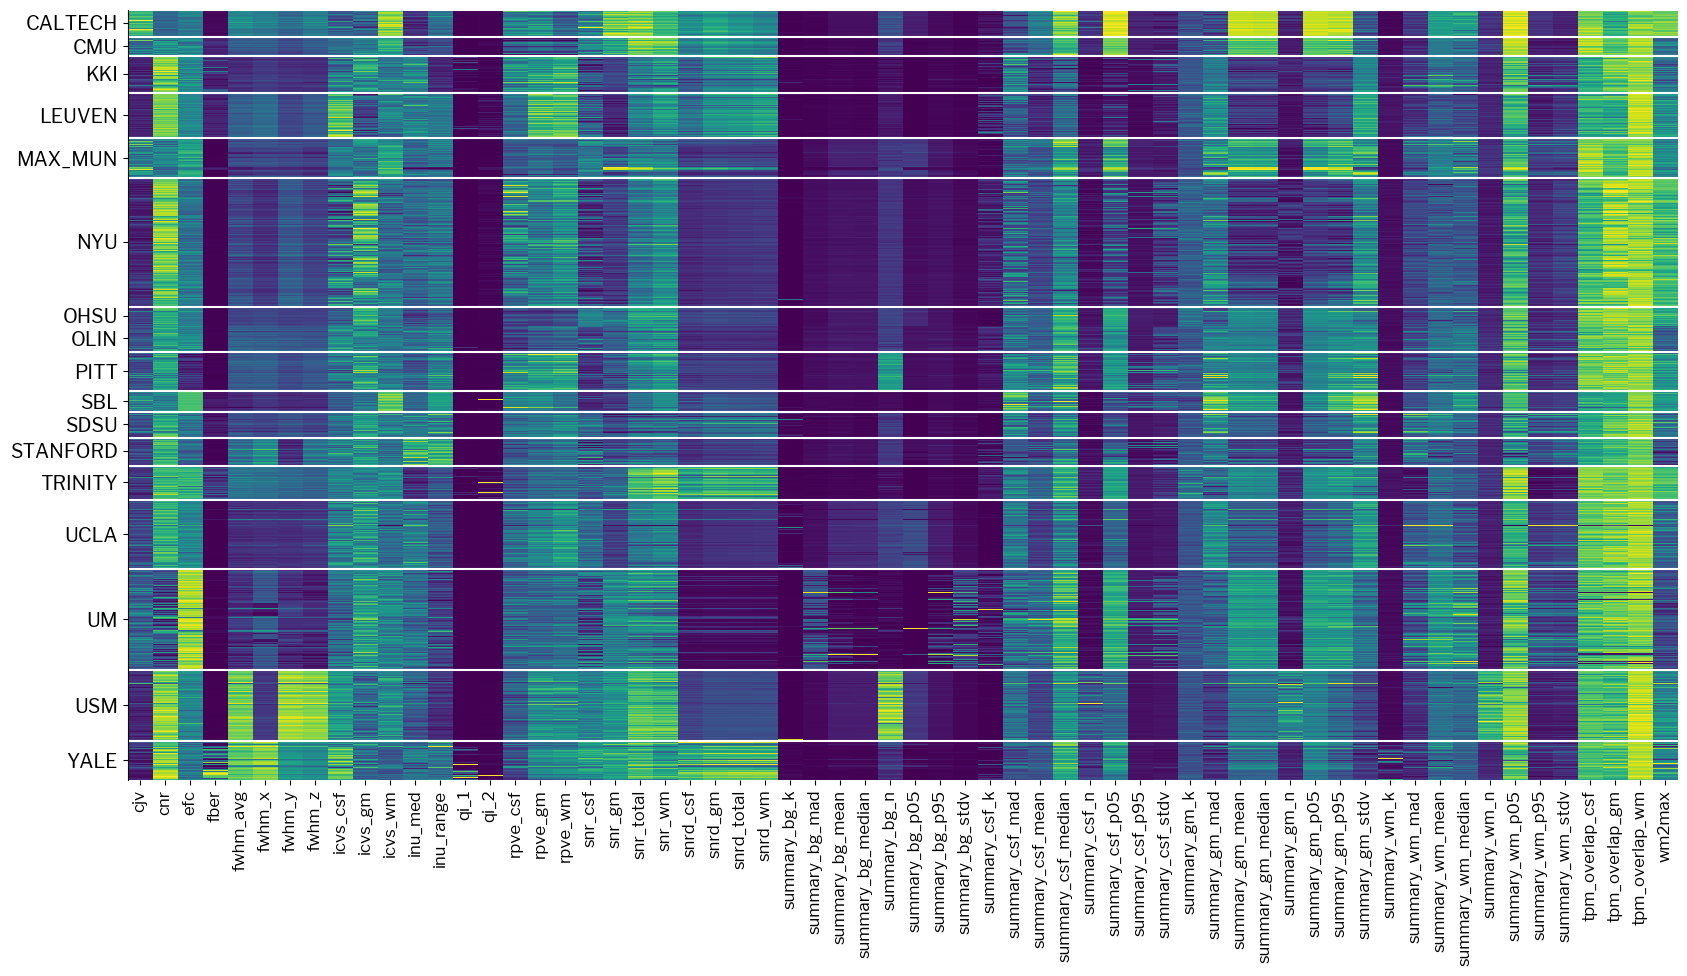 CALTECH
CMU
KKI
LEUVEN
MAX_MUN
NYU
OHSU
OLIN
PITT
SBL
SDSU
STANFORD
TRINITY
UCLA
UM
USM
YALE
cjv
cnr
efc
fber
fwhm_avg
fwhm_x
fwhm_y
fwhm_z
icvs_csf
icvs_gm
icvs_wm
inu_med
inu_range
qi_1
qi_2
rpve_csf
rpve_gm
rpve_wm
snr_csf
snr_gm
snr_total
snr_wm
snrd_csf
snrd_gm
snrd_total
snrd_wm
summary_bg_k
summary_bg_mad
summary_bg_mean
summary_bg_median
summary_bg_n
summary_bg_p05
summary_bg_p95
summary_bg_stdv
summary_csf_k
summary_csf_mad
summary_csf_mean
summary_csf_median
summary_csf_n
summary_csf_p05
summary_csf_p95
summary_csf_stdv
summary_gm_k
summary_gm_mad
summary_gm_mean
summary_gm_median
summary_gm_n
summary_gm_p05
summary_gm_p95
summary_gm_stdv
summary_wm_k
summary_wm_mad
summary_wm_mean
summary_wm_median
summary_wm_n
summary_wm_p05
summary_wm_p95
summary_wm_stdv
tpm_overlap_csf
tpm_overlap_gm
tpm_overlap_wm
wm2max